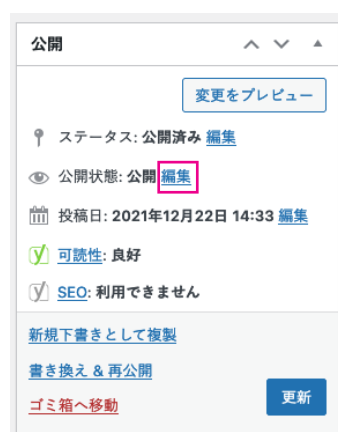 公開
変更をプレビュー
ステータス: 公開済み 編集
公開状態: 公開 編集
投稿日: 2021年12月22日 14:33 編集
可読性: 良好
SEO: 利用できません
新規下書きとして複製
書き換え & 再公開
ゴミ箱へ移動
更新